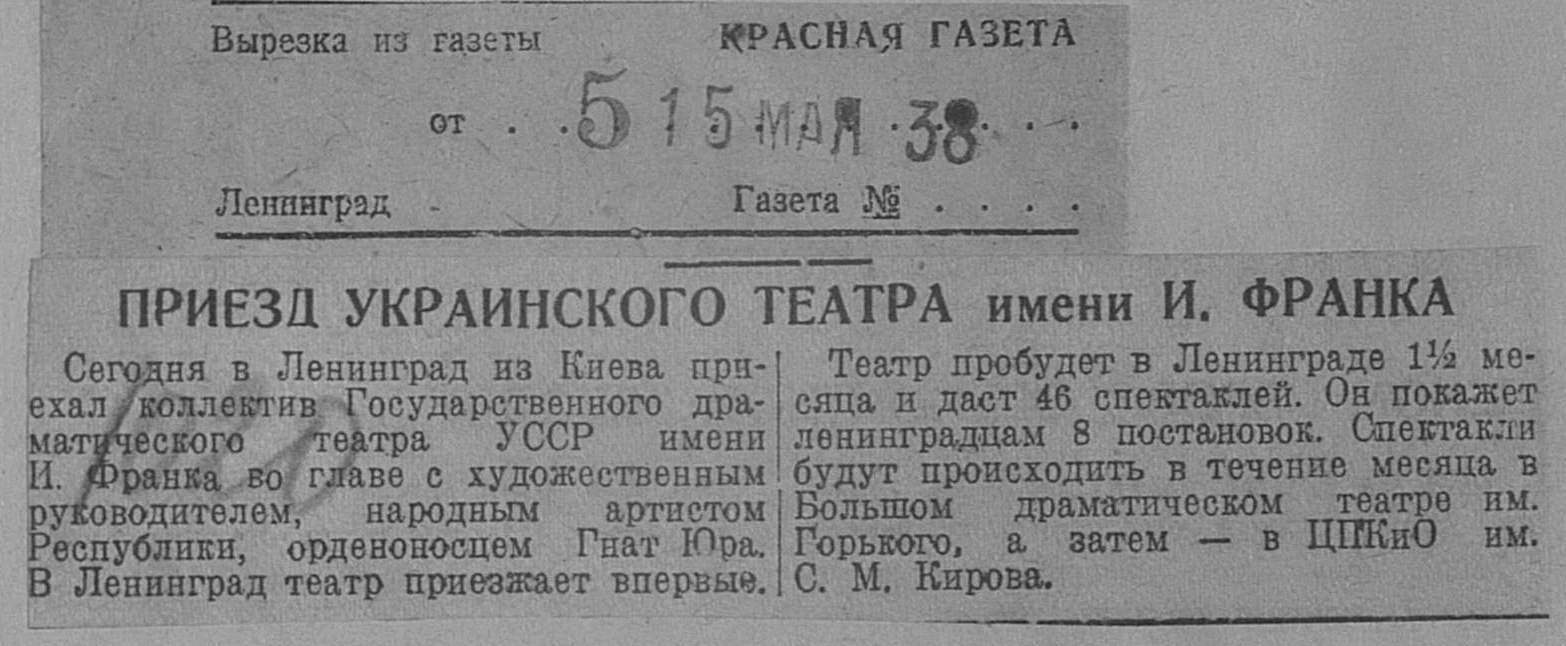 Вырезка из газеты КРАСНАЯ ГАЗЕТА
от . . 5 15 МАЯ . 38 . . .
Ленинград - Газета № . . . .
ПРИЕЗД УКРАИНСКОГО ТЕАТРА имени И. ФРАНКА
Сегодня в Ленинград из Киева при-
ехал коллектив Государственного дра-
матического театра УССР имени
И. Франка во главе с художественным
руководителем, народным артистом
Республики, орденоносцем Гнат Юра.
В Ленинград театр приезжает впервые.
Театр пробудет в Ленинграде 1½ ме-
сяца и даст 46 спектаклей. Он покажет
ленинградцам 8 постановок. Спектакли
будут происходить в течение месяца в
Большом драматическом театре им.
Горького, а затем — в ЦПКиО им.
С. М. Кирова.